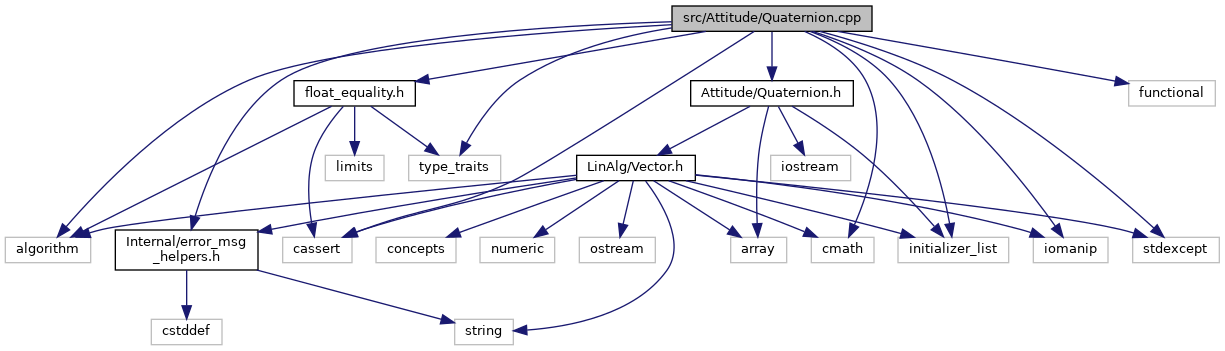 src/Attitude/Quaternion.cpp
float_equality.h
Attitude/Quaternion.h
functional
limits
type_traits
LinAlg/Vector.h
iostream
algorithm
Internal/error_msg
_helpers.h
cassert
concepts
numeric
ostream
array
cmath
initializer_list
iomanip
stdexcept
cstddef
string